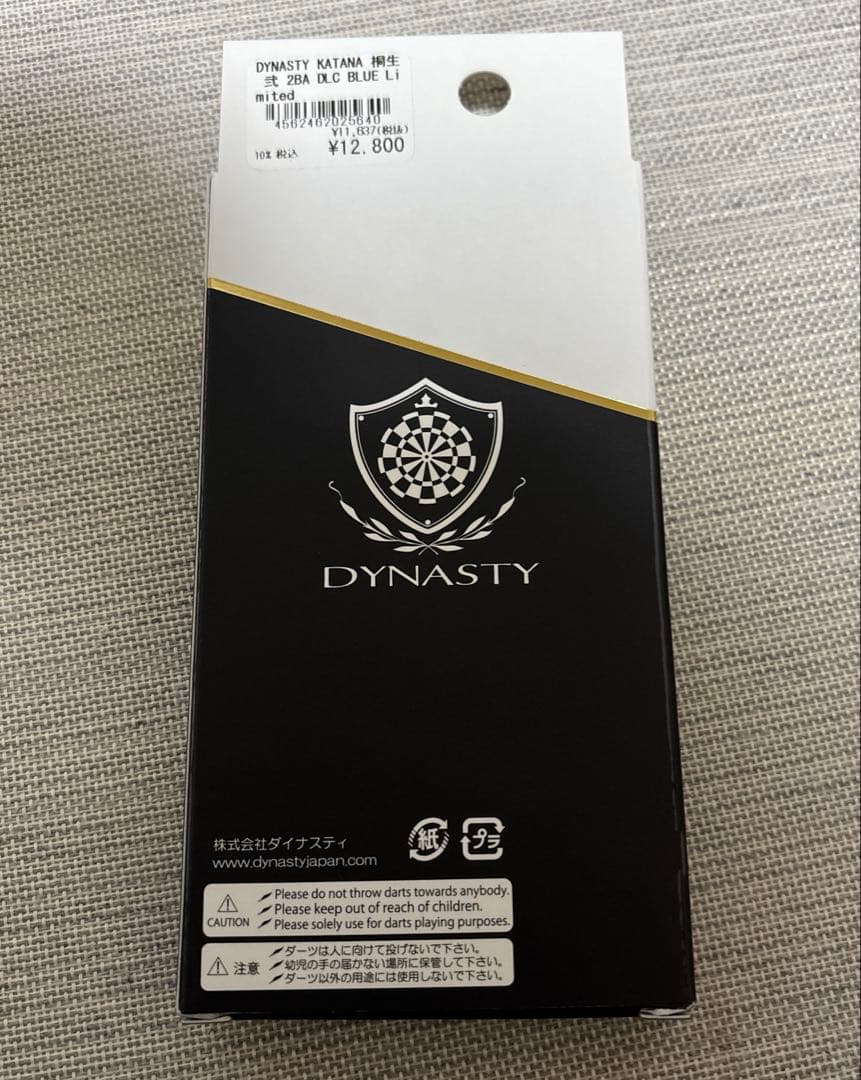 DYNASTY KATANA 桐生
弐 2BA DLC BLUE Li
mited
4562462025640
¥11,637(税抜)
10% 税込 ¥12,800
DYNASTY
株式会社ダイナスティ
www.dynastyjapan.com
紙 プラ
CAUTION
Please do not throw darts towards anybody.
Please keep out of reach of children.
Please solely use for darts playing purposes.
注意
ダーツは人に向けて投げないで下さい。
幼児の手の届かない場所に保管して下さい。
ダーツ以外の用途には使用しないで下さい。